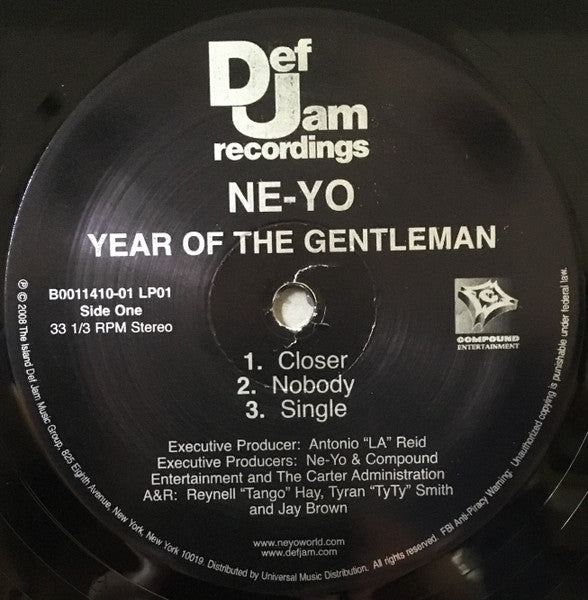 Def
Jam
recordings
NE-YO
YEAR OF THE GENTLEMAN
B0011410-01 LP01
Side One
33 1/3 RPM Stereo
COMPOUND
ENTERTAINMENT
1. Closer
2. Nobody
3. Single
Executive Producer: Antonio "LA" Reid
Executive Producers: Ne-Yo & Compound
Entertainment and The Carter Administration
A&R: Reynell "Tango" Hay, Tyran "TyTy" Smith
and Jay Brown
www.neyoworld.com
www.defjam.com
℗ © 2008 The Island Def Jam Music Group, 825 Eighth Avenue, New York, New York 10019. Distributed by Universal Music Distribution. All rights reserved. FBI Anti-Piracy Warning: Unauthorized copying is punishable under federal law.